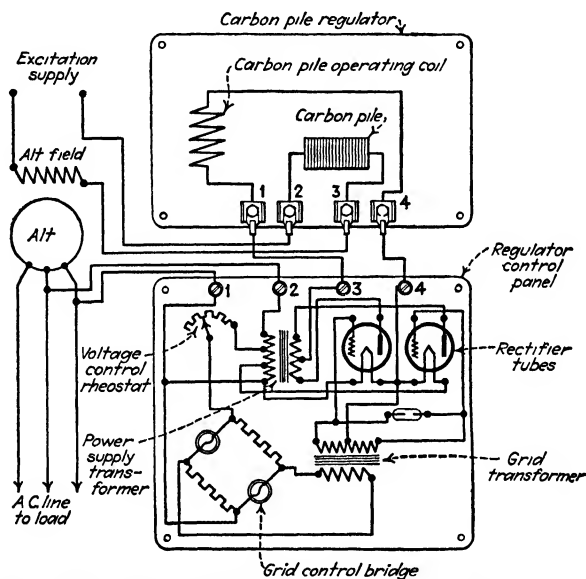 Carbon pile regulator
Excitation
supply
Carbon pile operating coil
Carbon pile,
Alt field
1
2
3
4
Alt
Regulator
control
panel
1
2
3
4
Voltage
control
rheostat
Rectifier
tubes
Power
supply
trans-
former
Grid
transformer
A.C. line
to load
Grid control bridge